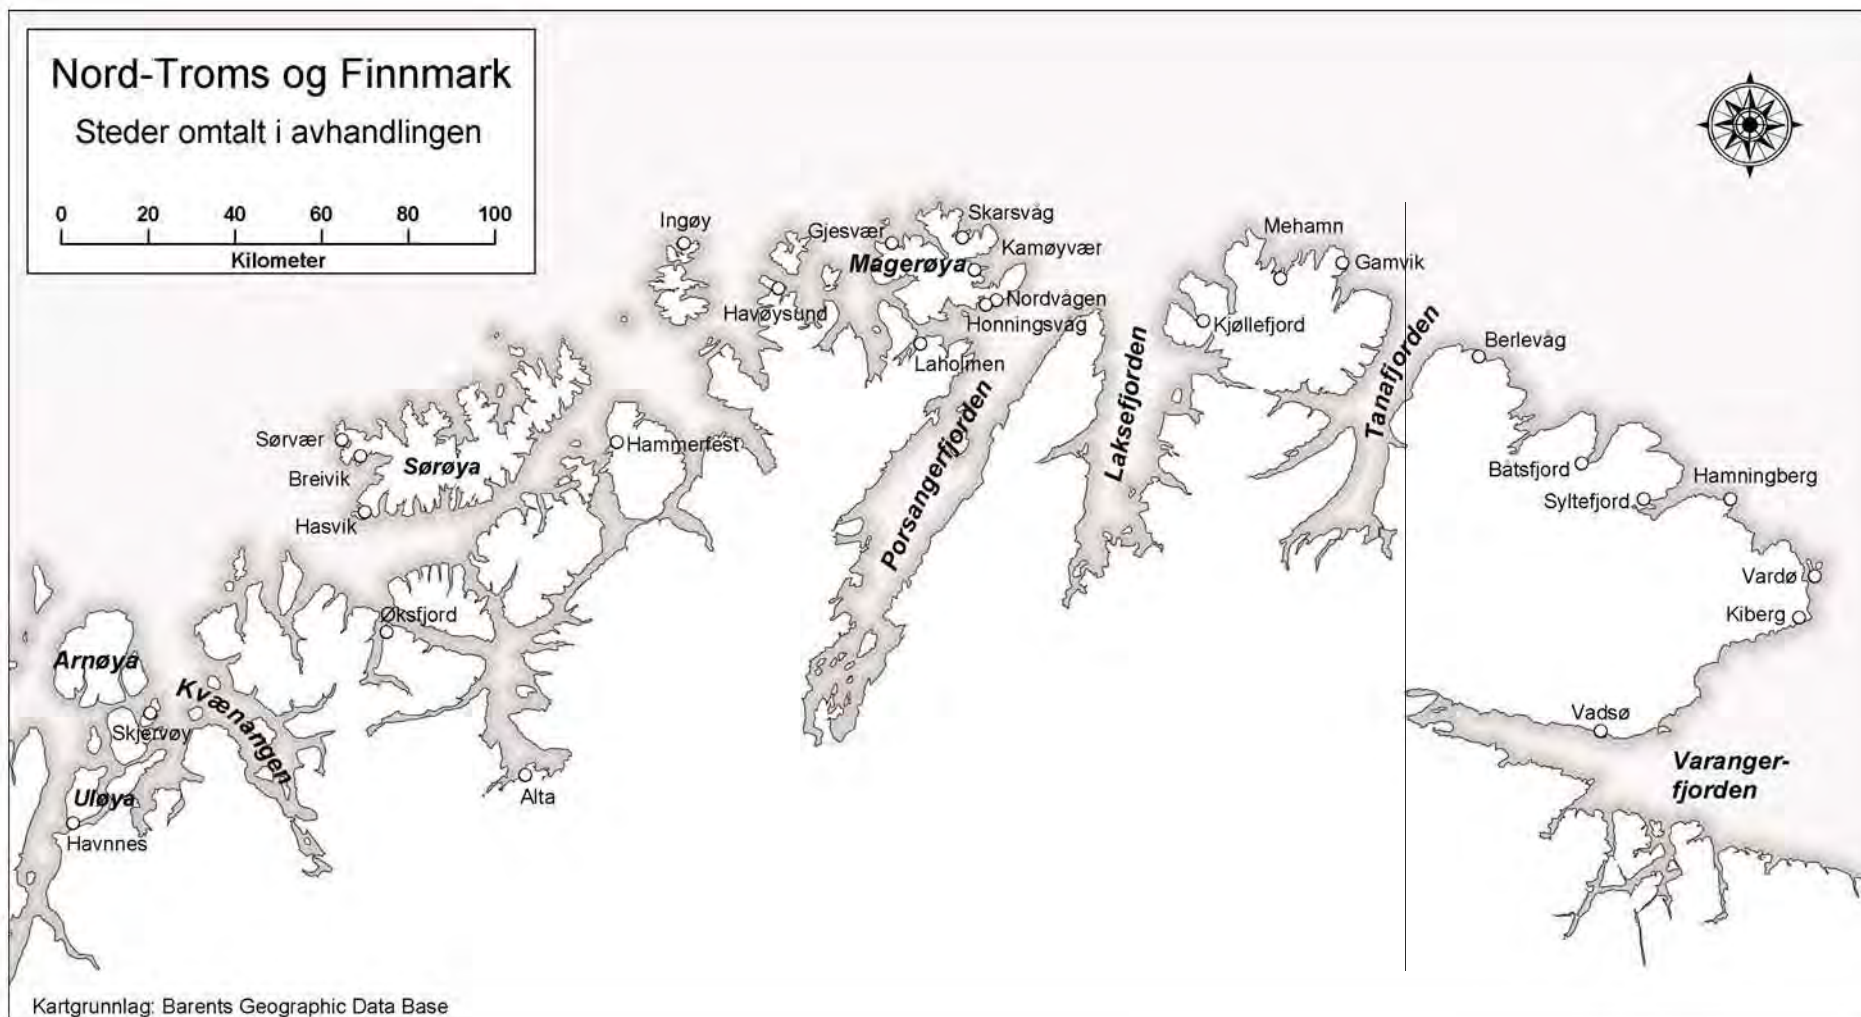 Nord-Troms og Finnmark
Steder omtalt i avhandlingen
0 20 40 60 80 100
Kilometer
Ingøy
Gjesvær
Skarsvåg
Kamøyvær
Magerøya
Havøysund
Nordvågen
Honningsvåg
Laholmen
Mehamn
Gamvik
Kjøllefjord
Berlevåg
Tanafjorden
Laksefjorden
Porsangerfjorden
Sørvær
Breivik
Sørøya
Hasvik
Hammerfest
Båtsfjord
Syltefjord
Hamningberg
Vardø
Kiberg
Øksfjord
Arnøya
Kvænangen
Skjervøy
Uløya
Havnnes
Alta
Vadsø
Varanger-
fjorden
Kartgrunnlag: Barents Geographic Data Base